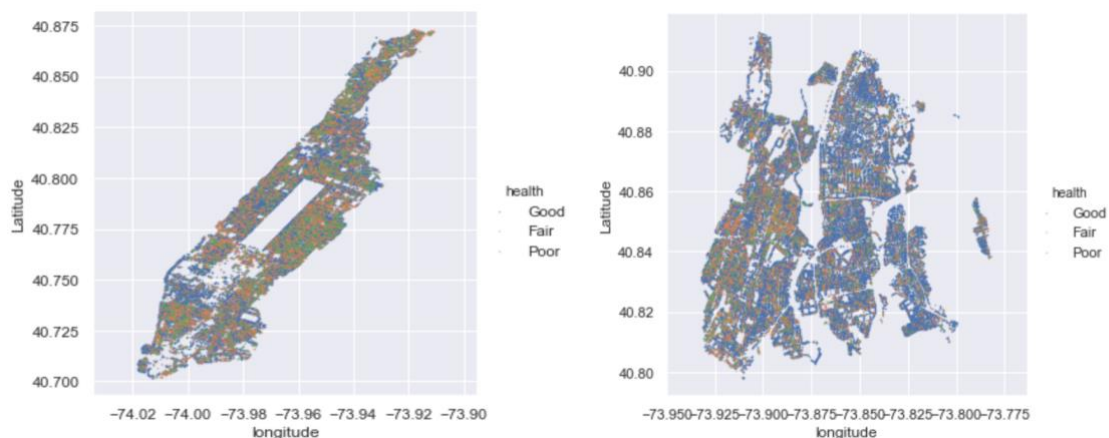 40.875
40.850
40.825
40.800
40.775
40.750
40.725
40.700
Latitude
−74.02 −74.00 −73.98 −73.96 −73.94 −73.92 −73.90
longitude
health
Good
Fair
Poor
40.90
40.88
40.86
40.84
40.82
40.80
Latitude
−73.950−73.925−73.900−73.875−73.850−73.825−73.800−73.775
longitude
health
Good
Fair
Poor